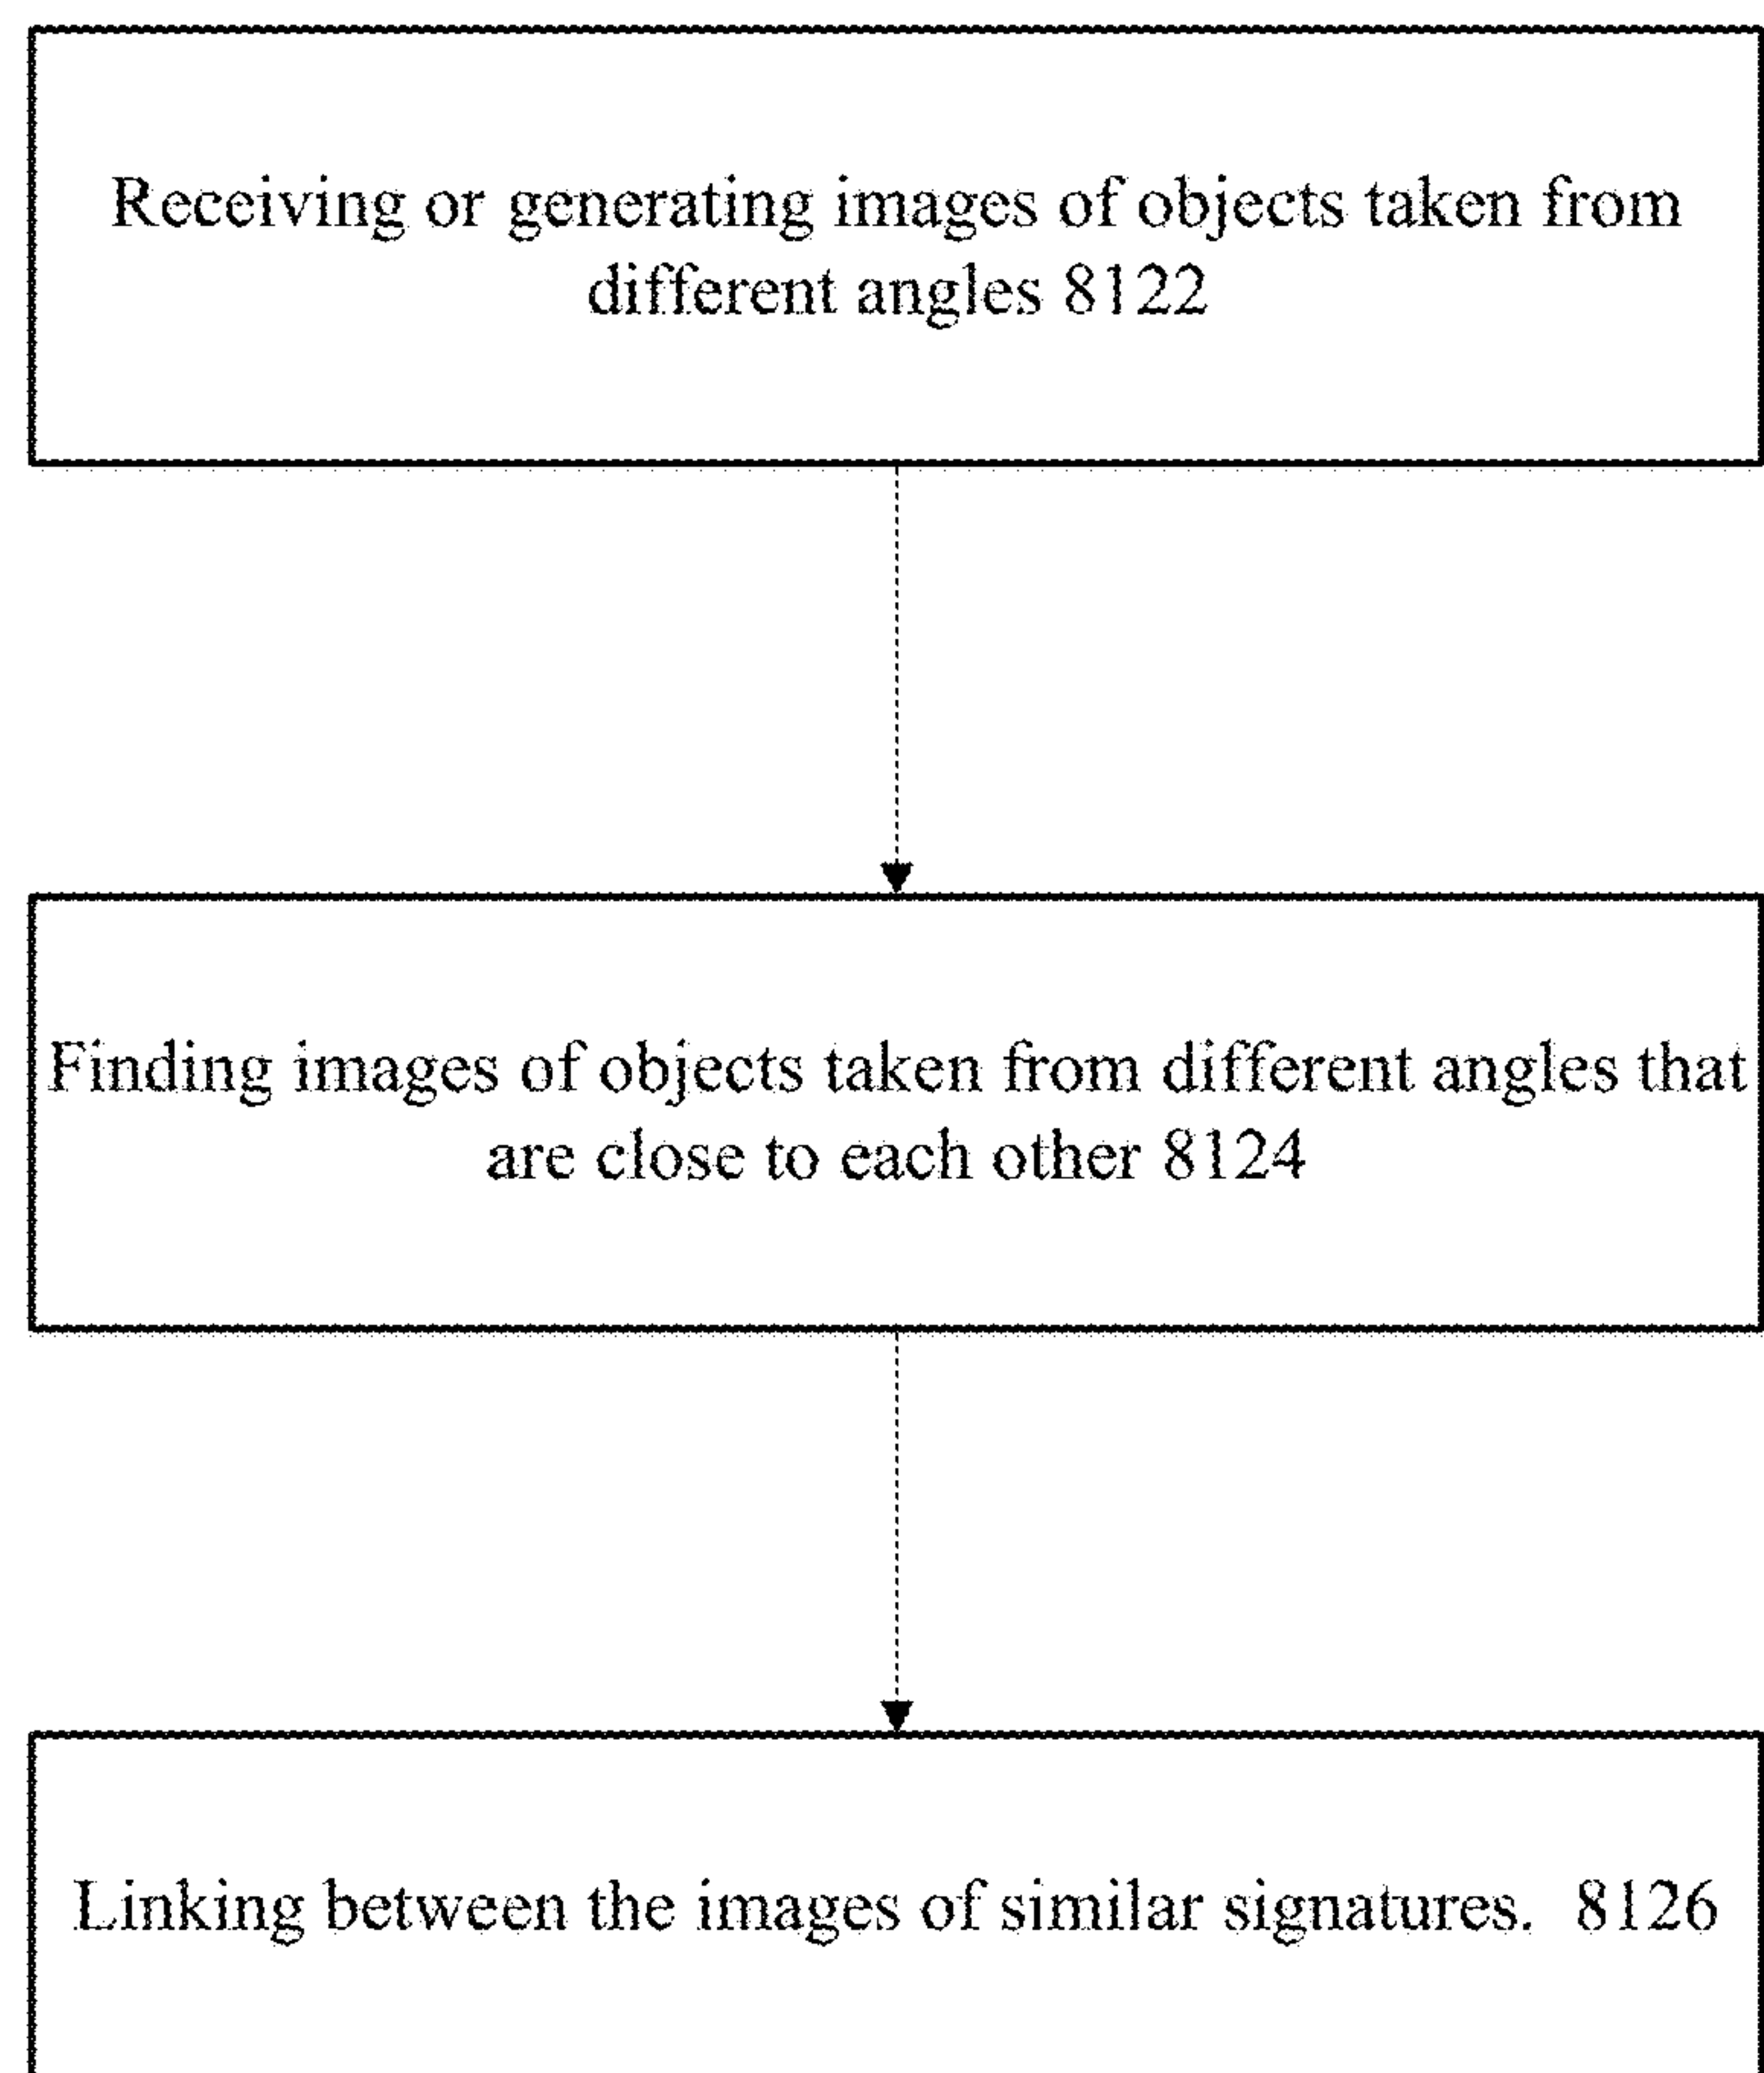 Receiving or generating images of objects taken from
different angles 8122
Finding images of objects taken from different angles that
are close to each other 8124
Linking between the images of similar signatures.  8126